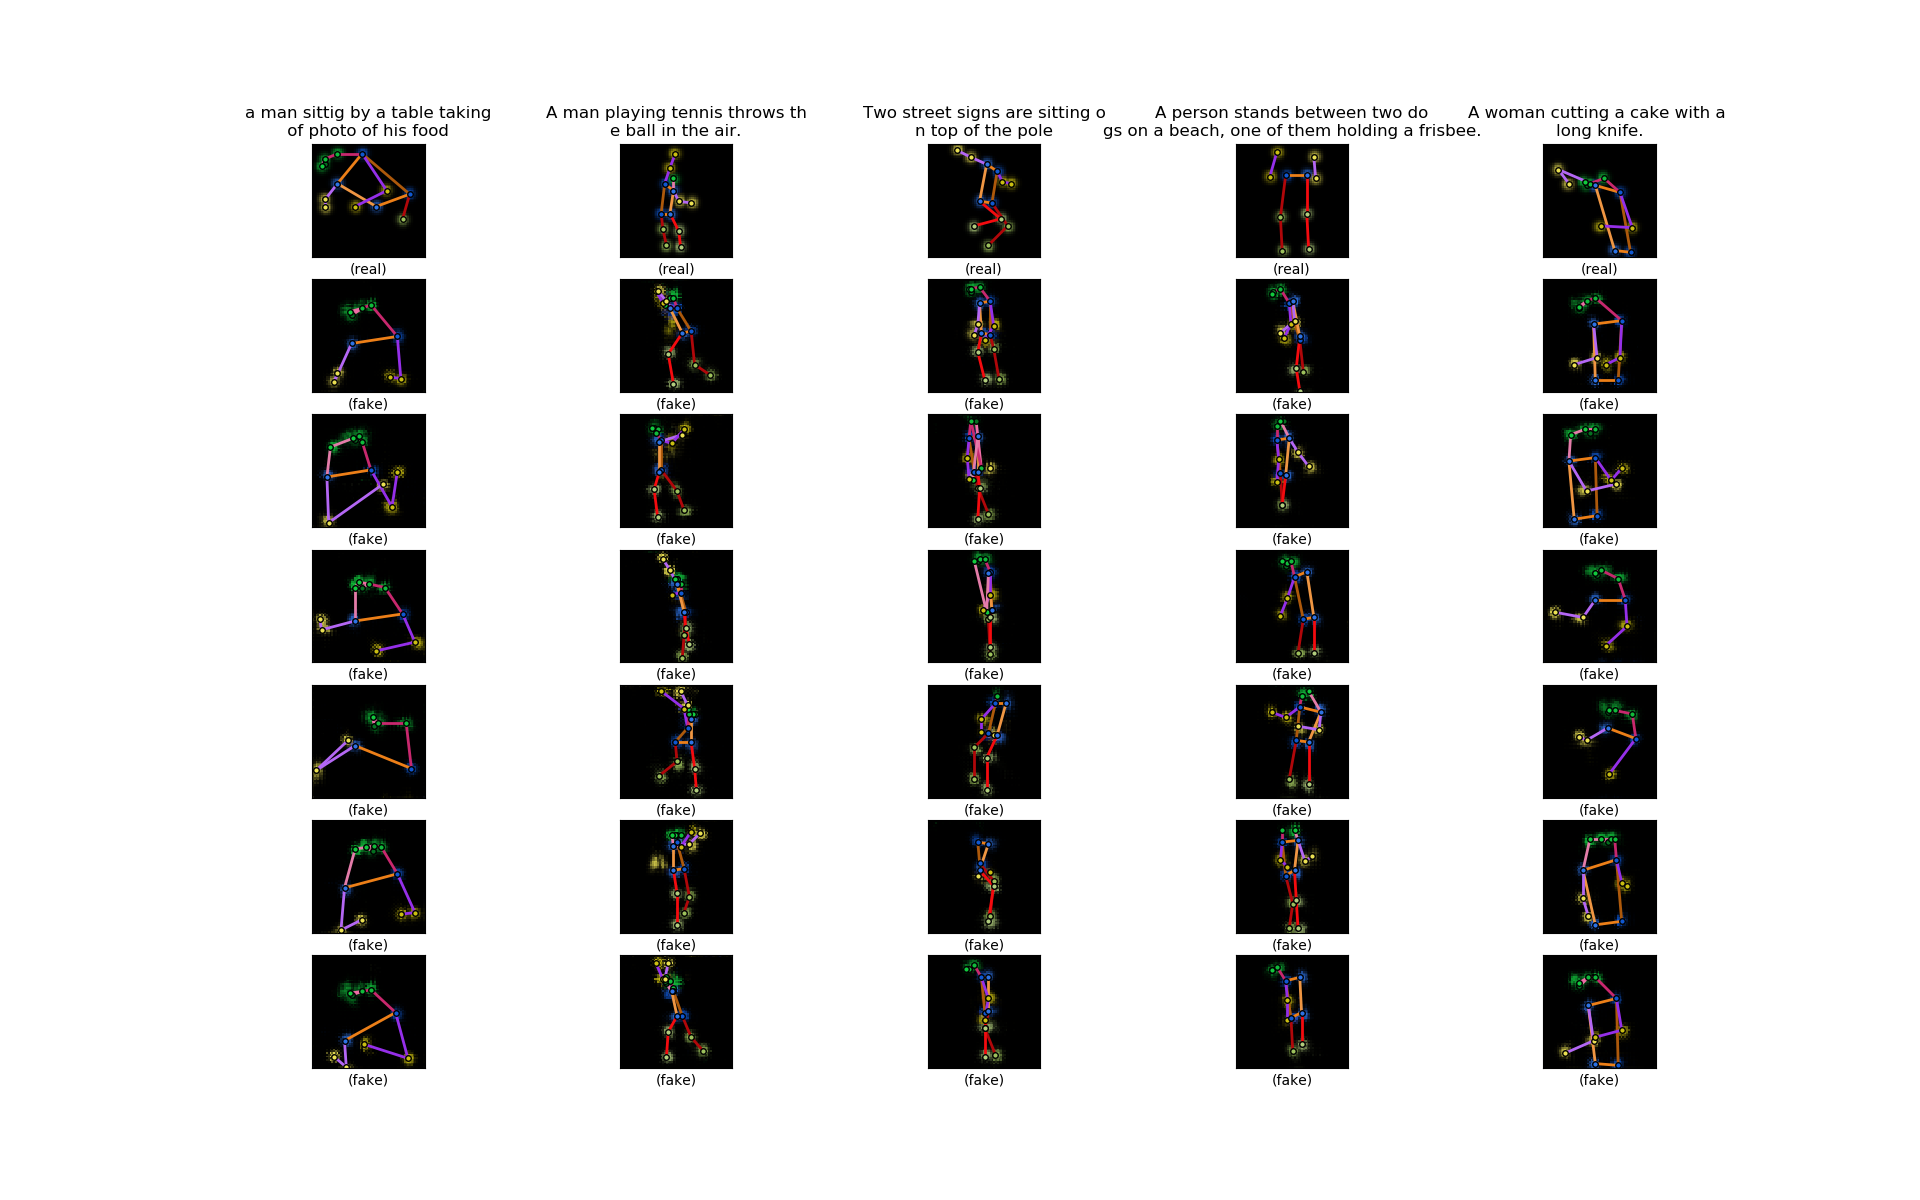 a man sittig by a table taking
of photo of his food
A man playing tennis throws th
e ball in the air.
Two street signs are sitting o
n top of the pole
A person stands between two do
gs on a beach, one of them holding a frisbee.
A woman cutting a cake with a
long knife.
(real) (real) (real) (real) (real)
(fake) (fake) (fake) (fake) (fake)
(fake) (fake) (fake) (fake) (fake)
(fake) (fake) (fake) (fake) (fake)
(fake) (fake) (fake) (fake) (fake)
(fake) (fake) (fake) (fake) (fake)
(fake) (fake) (fake) (fake) (fake)